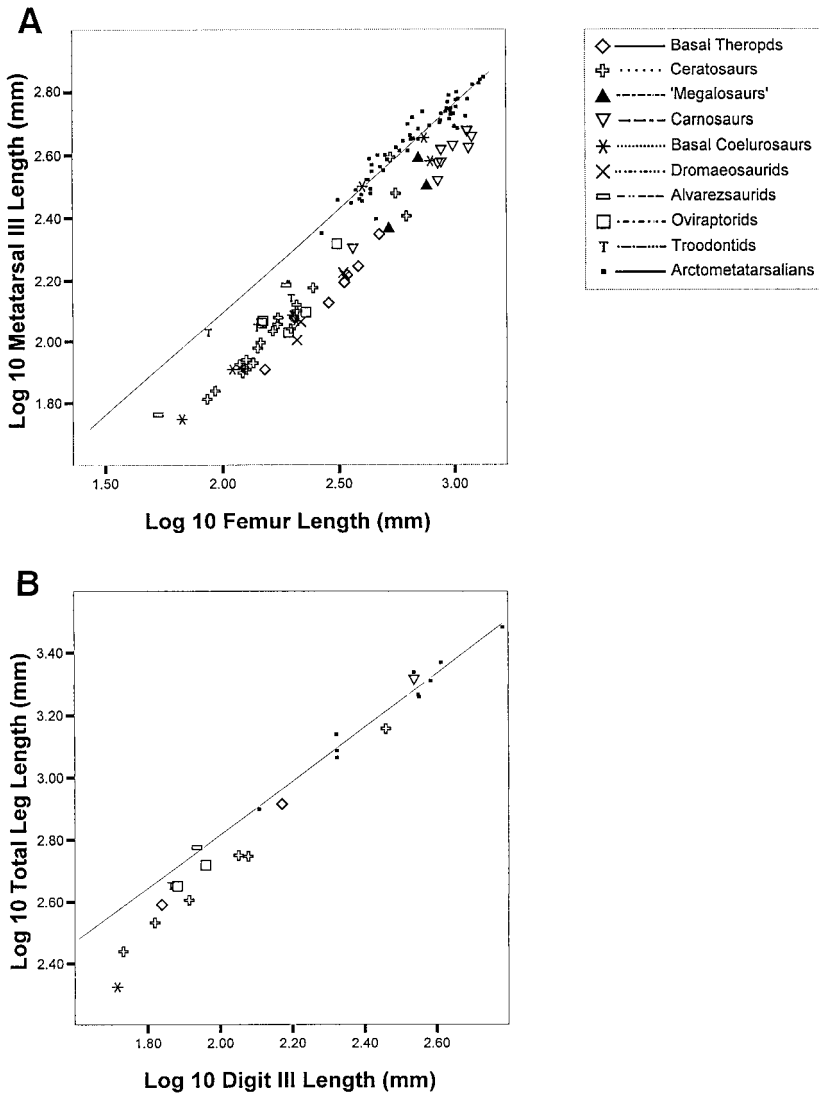 A
Log 10 Metatarsal III Length (mm)
2.80
2.60
2.40
2.20
2.00
1.80
1.50 2.00 2.50 3.00
Log 10 Femur Length (mm)
Basal Theropds
Ceratosaurs
'Megalosaurs'
Carnosaurs
Basal Coelurosaurs
Dromaeosaurids
Alvarezsaurids
Oviraptorids
Troodontids
Arctometatarsalians
B
Log 10 Total Leg Length (mm)
3.40
3.20
3.00
2.80
2.60
2.40
1.80 2.00 2.20 2.40 2.60
Log 10 Digit III Length (mm)